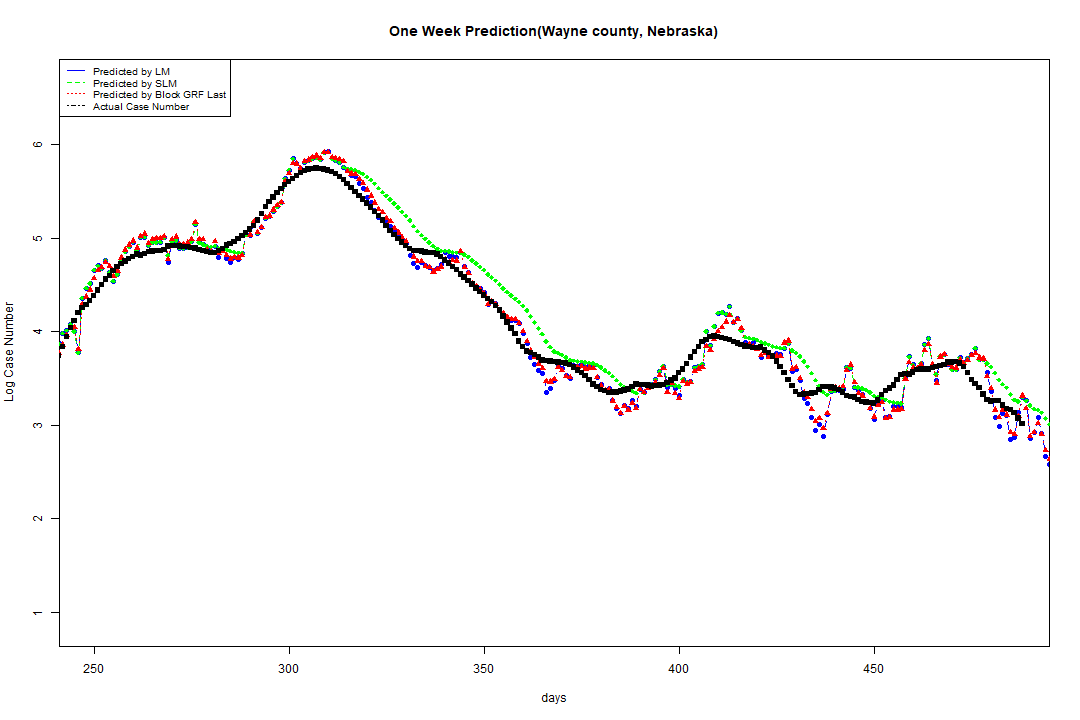 One Week Prediction(Wayne county, Nebraska)
Predicted by LM
Predicted by SLM
Predicted by Block GRF Last
Actual Case Number
Log Case Number
6
5
4
3
2
1
250
300
350
400
450
days